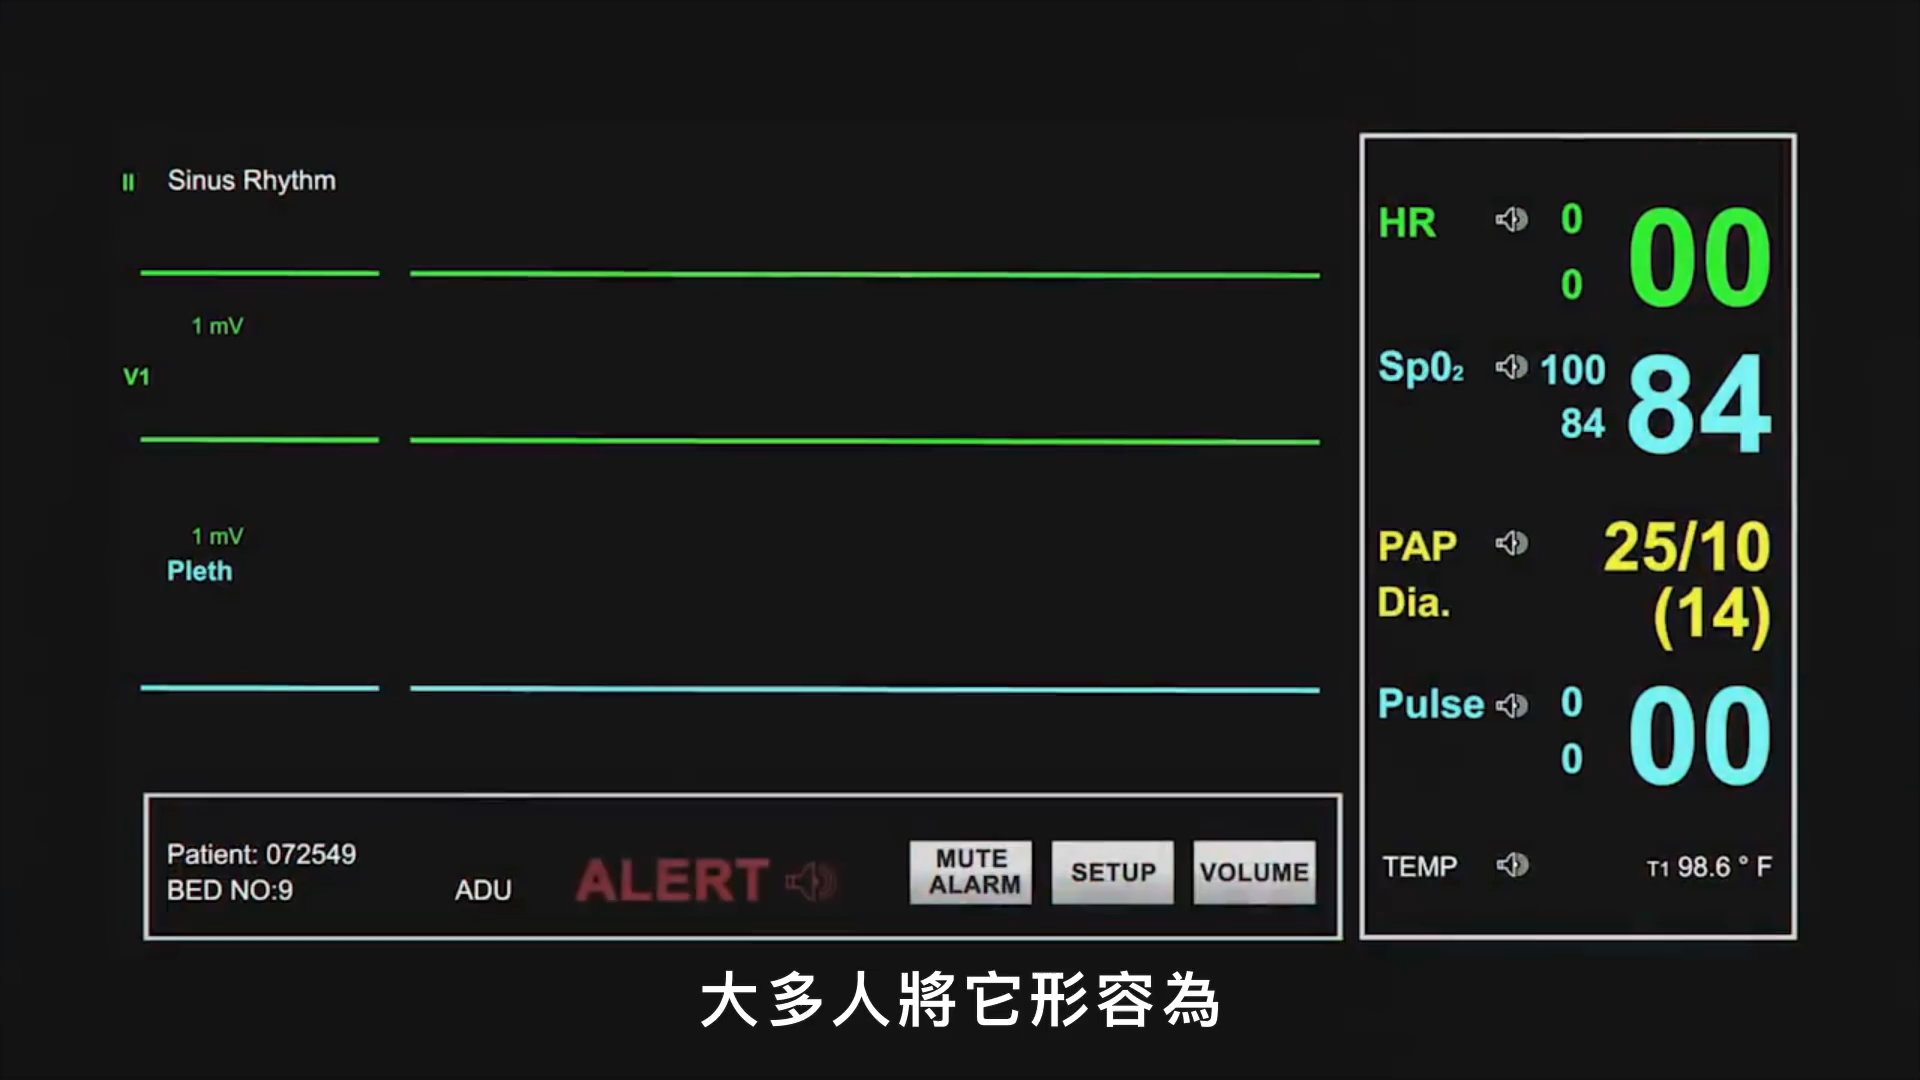 II Sinus Rhythm
1 mV
V1
1 mV
Pleth
HR 0 00
0
Sp0₂ 100 84
84
PAP 25/10
Dia. (14)
Pulse 0 00
0
TEMP T1 98.6 ° F
Patient: 072549
BED NO:9 ADU
ALERT
MUTE
ALARM
SETUP
VOLUME
大多人將它形容為